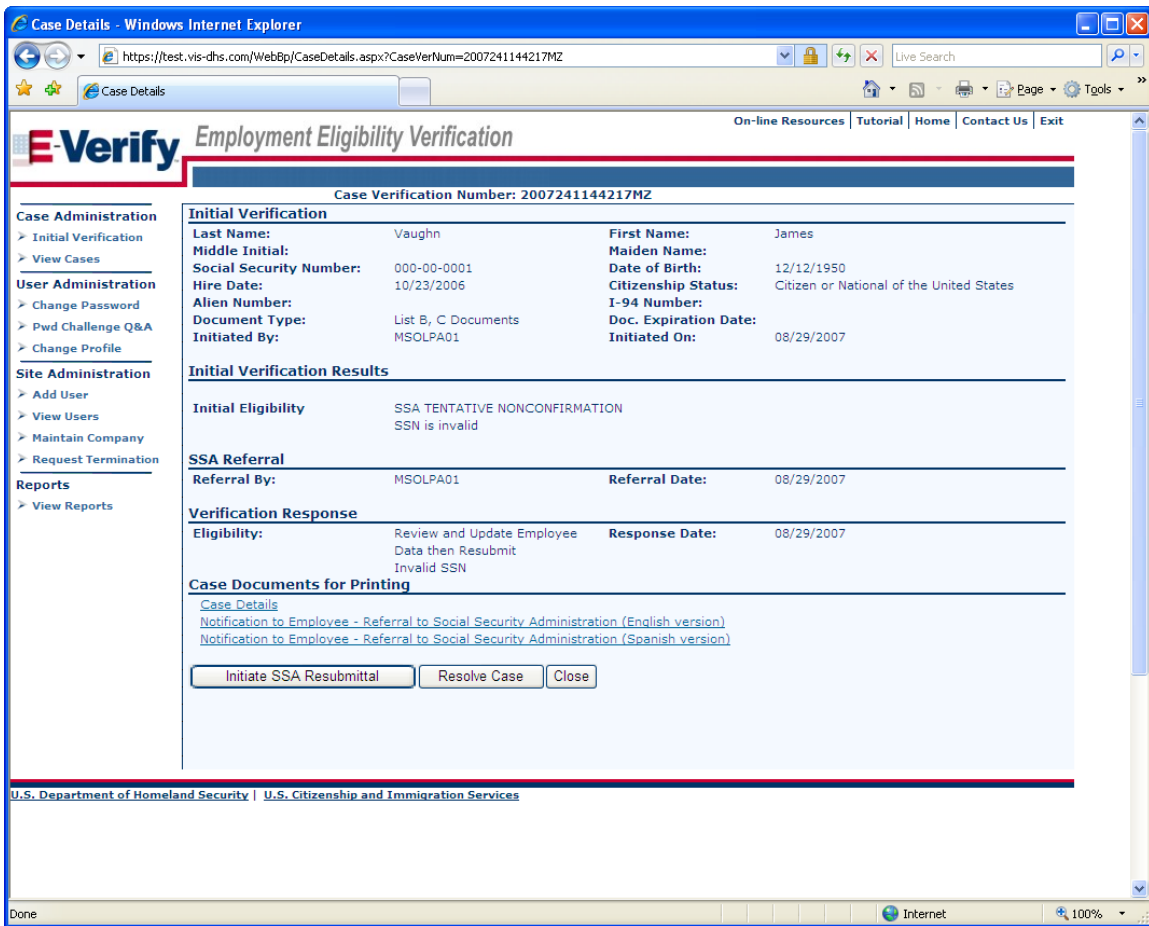 Case Details - Windows Internet Explorer
https://test.vis-dhs.com/WebBp/CaseDetails.aspx?CaseVerNum=2007241144217MZ
Live Search
Case Details
Page
Tools
»
On-line Resources | Tutorial | Home | Contact Us | Exit
E-Verify
Employment Eligibility Verification
Case Verification Number: 2007241144217MZ
Case Administration
Initial Verification
View Cases
User Administration
Change Password
Pwd Challenge Q&A
Change Profile
Site Administration
Add User
View Users
Maintain Company
Request Termination
Reports
View Reports
Initial Verification
Last Name: Vaughn First Name: James
Middle Initial: Maiden Name:
Social Security Number: 000-00-0001 Date of Birth: 12/12/1950
Hire Date: 10/23/2006 Citizenship Status: Citizen or National of the United States
Alien Number: I-94 Number:
Document Type: List B, C Documents Doc. Expiration Date:
Initiated By: MSOLPA01 Initiated On: 08/29/2007
Initial Verification Results
Initial Eligibility SSA TENTATIVE NONCONFIRMATION
SSN is invalid
SSA Referral
Referral By: MSOLPA01 Referral Date: 08/29/2007
Verification Response
Eligibility: Review and Update Employee Response Date: 08/29/2007
Data then Resubmit
Invalid SSN
Case Documents for Printing
Case Details
Notification to Employee - Referral to Social Security Administration (English version)
Notification to Employee - Referral to Social Security Administration (Spanish version)
Initiate SSA Resubmittal Resolve Case Close
U.S. Department of Homeland Security | U.S. Citizenship and Immigration Services
Done Internet 100%